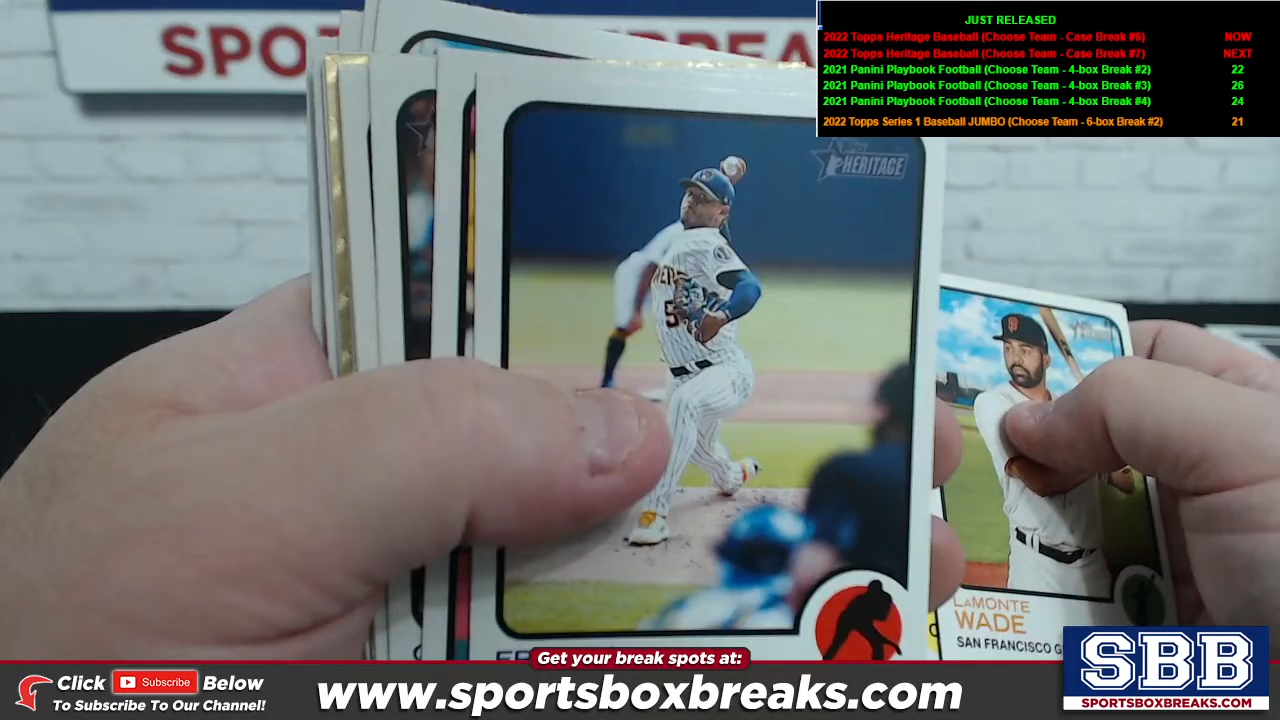 JUST RELEASED
2022 Topps Heritage Baseball (Choose Team - Case Break #6) NOW
2022 Topps Heritage Baseball (Choose Team - Case Break #7) NEXT
2021 Panini Playbook Football (Choose Team - 4-box Break #2) 22
2021 Panini Playbook Football (Choose Team - 4-box Break #3) 26
2021 Panini Playbook Football (Choose Team - 4-box Break #4) 24
2022 Topps Series 1 Baseball JUMBO (Choose Team - 6-box Break #2) 21
HERITAGE
LaMONTE
WADE
SAN FRANCISCO G
Get your break spots at:
Click Subscribe Below
To Subscribe To Our Channel!
www.sportsboxbreaks.com
SBB
SPORTSBOXBREAKS.COM